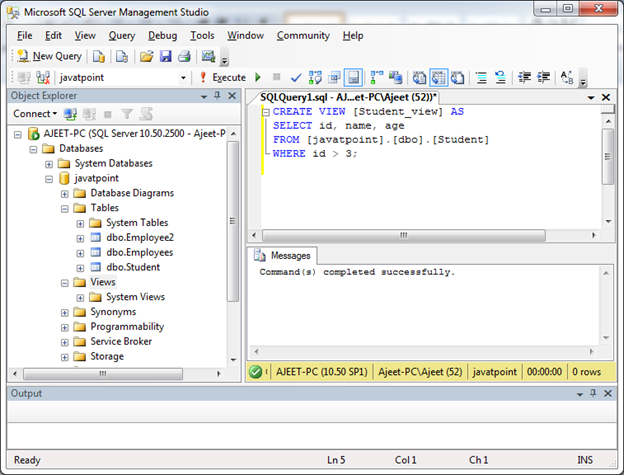 Microsoft SQL Server Management Studio
File Edit View Query Debug Tools Window Community Help
New Query
javatpoint Execute
Object Explorer
Connect
AJEET-PC (SQL Server 10.50.2500 - Ajeet-P
Databases
System Databases
javatpoint
Database Diagrams
Tables
System Tables
dbo.Employee2
dbo.Employees
dbo.Student
Views
System Views
Synonyms
Programmability
Service Broker
Storage
SQLQuery1.sql - AJ...et-PC\Ajeet (52))*
CREATE VIEW [Student_view] AS
SELECT id, name, age
FROM [javatpoint].[dbo].[Student]
WHERE id > 3;
Messages
Command(s) completed successfully.
AJEET-PC (10.50 SP1) Ajeet-PC\Ajeet (52) javatpoint 00:00:00 0 rows
Output
Ready Ln 5 Col 1 Ch 1 INS